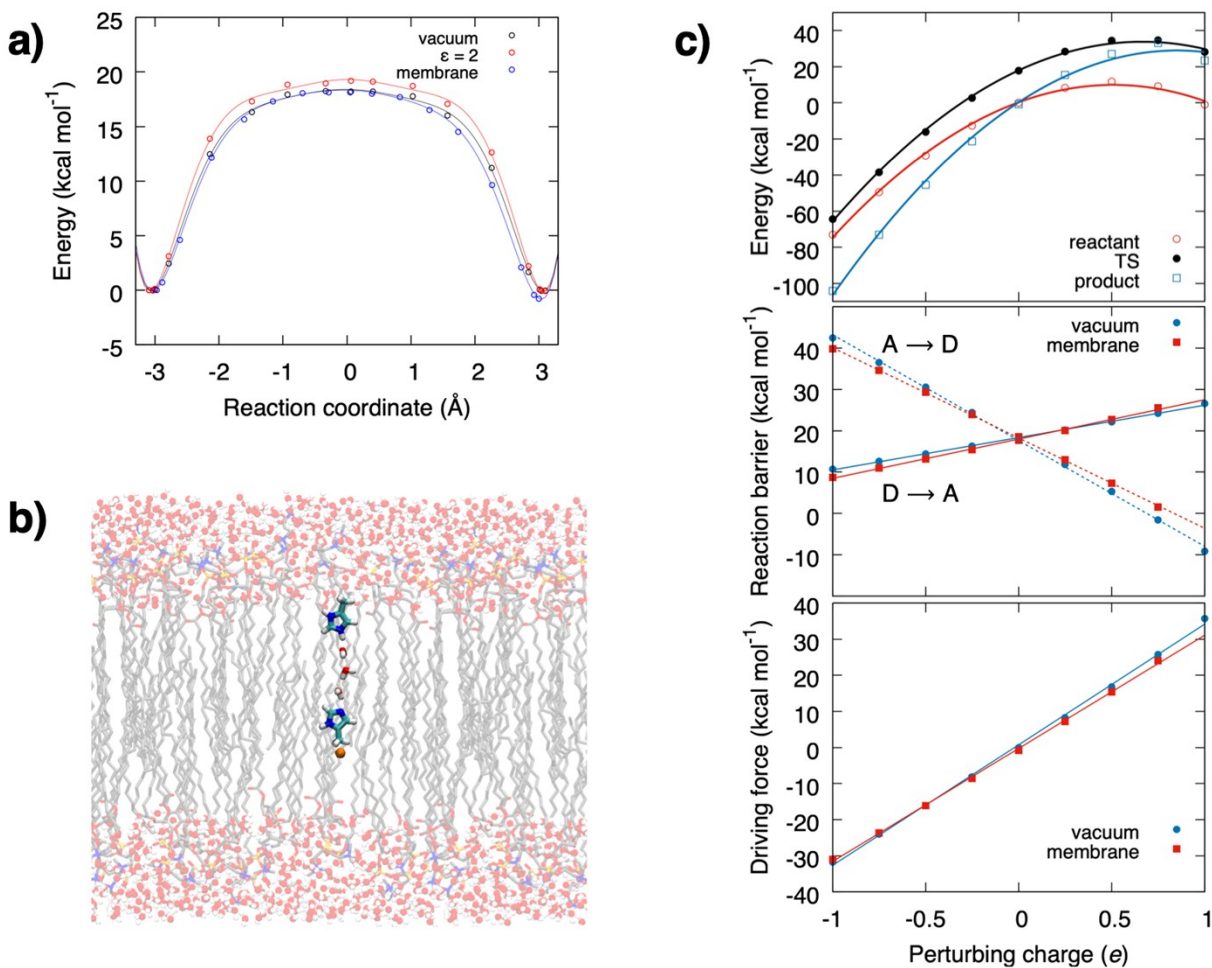 a)
25
20
15
10
5
0
-5
Energy (kcal mol⁻¹)
vacuum
ε = 2
membrane
-3 -2 -1 0 1 2 3
Reaction coordinate (Å)
b)
c)
40
20
0
-20
-40
-60
-80
-100
Energy (kcal mol⁻¹)
reactant
TS
product
40
30
20
10
0
-10
Reaction barrier (kcal mol⁻¹)
A → D
vacuum
membrane
D → A
40
30
20
10
0
-10
-20
-30
-40
Driving force (kcal mol⁻¹)
vacuum
membrane
-1 -0.5 0 0.5 1
Perturbing charge (e)